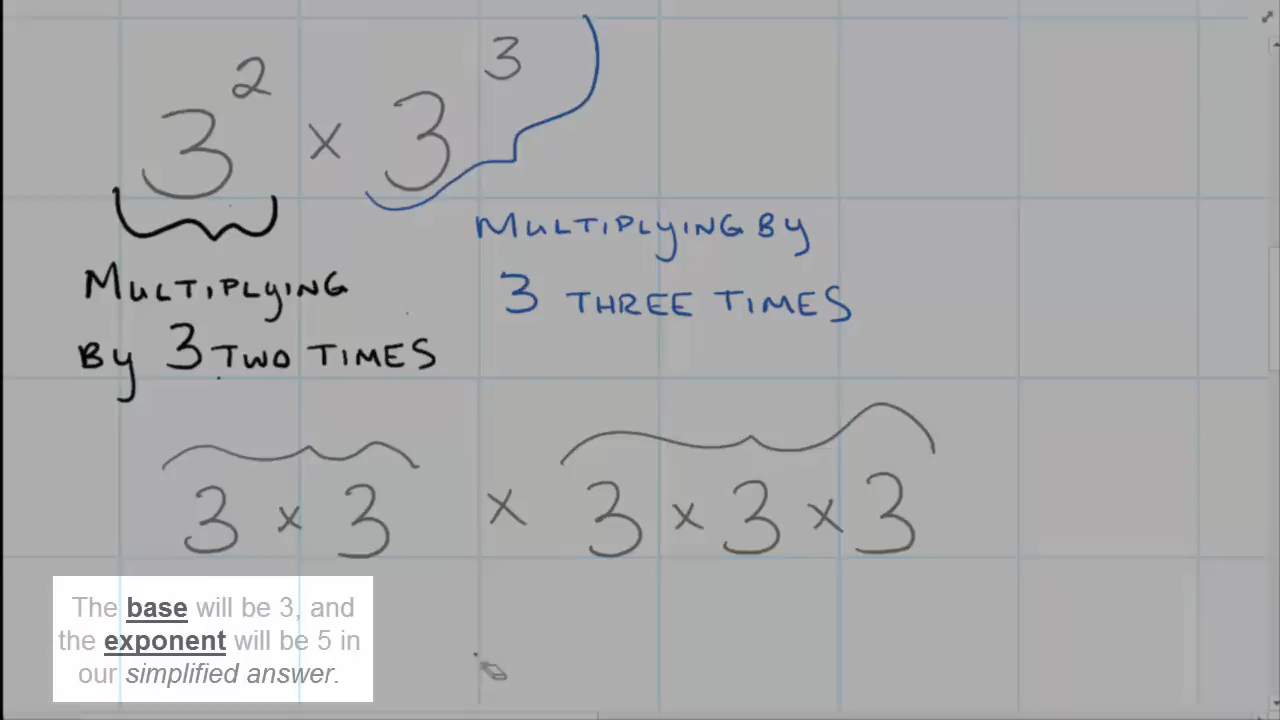 3² × 3³
MULTIPLYING BY
3 THREE TIMES
MULTIPLYING
BY 3 TWO TIMES
3 × 3 × 3 × 3 × 3
The base will be 3, and
the exponent will be 5 in
our simplified answer.